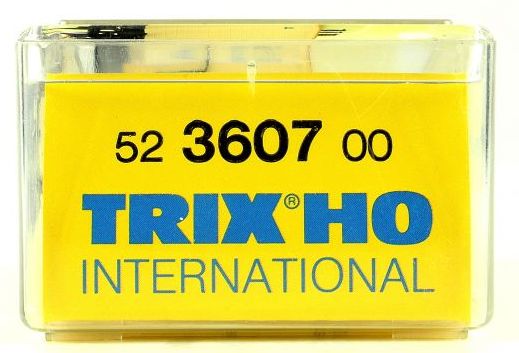 52 3607 00
TRIX® HO
INTERNATIONAL